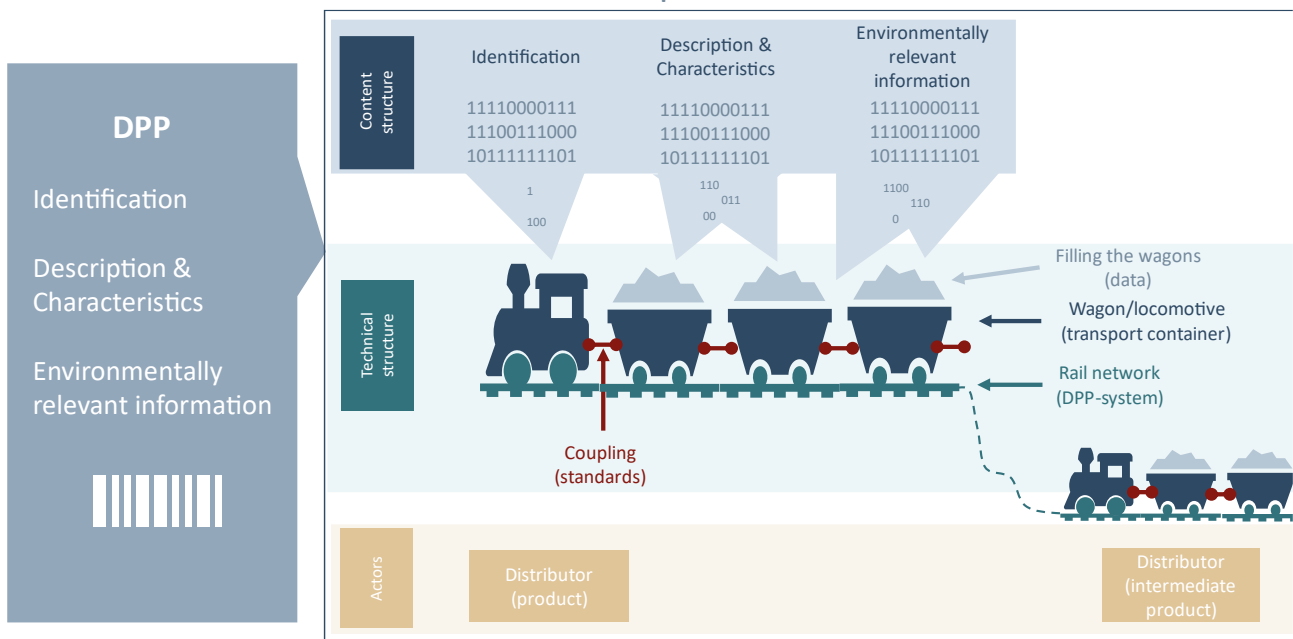 DPP
Identification
Description &
Characteristics
Environmentally
relevant information
Content
structure
Identification
11110000111
11100111000
10111111101
1
100
Description &
Characteristics
11110000111
11100111000
10111111101
110
011
00
Environmentally
relevant
information
11110000111
11100111000
10111111101
1100
110
0
Technical
structure
Filling the wagons
(data)
Wagon/locomotive
(transport container)
Rail network
(DPP-system)
Coupling
(standards)
Actors
Distributor
(product)
Distributor
(intermediate
product)